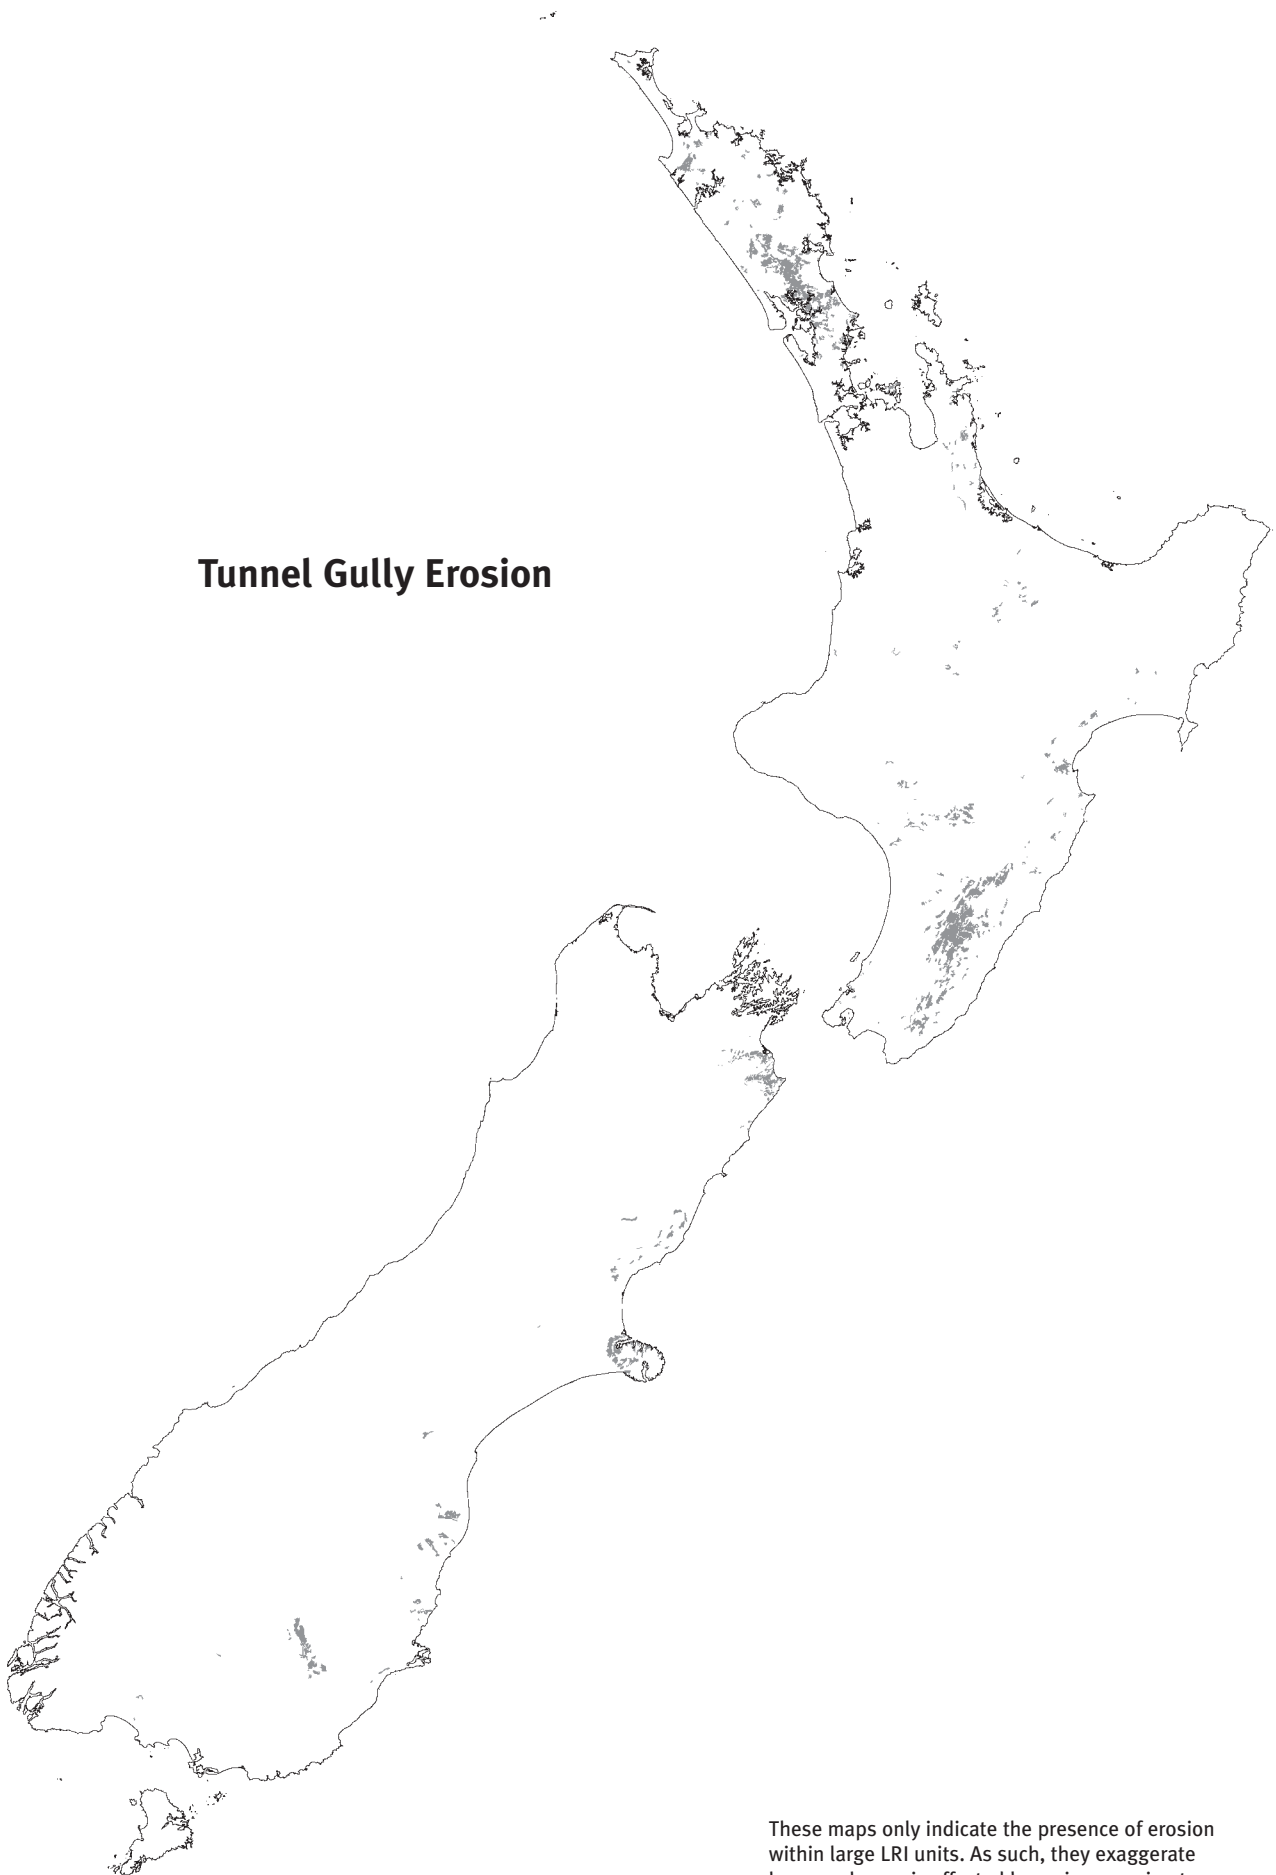 Tunnel Gully Erosion
These maps only indicate the presence of erosion
within large LRI units. As such, they exaggerate